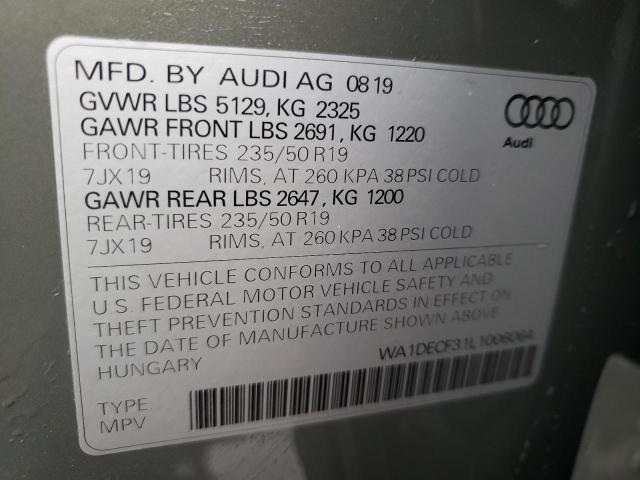 MFD. BY AUDI AG 0819
GVWR LBS 5129, KG 2325
GAWR FRONT LBS 2691, KG 1220
FRONT-TIRES 235/50 R19
7JX19 RIMS, AT 260 KPA 38 PSI COLD
GAWR REAR LBS 2647, KG 1200
REAR-TIRES 235/50 R19
7JX19 RIMS, AT 260 KPA 38 PSI COLD
Audi
THIS VEHICLE CONFORMS TO ALL APPLICABLE
U.S. FEDERAL MOTOR VEHICLE SAFETY AND
THEFT PREVENTION STANDARDS IN EFFECT ON
THE DATE OF MANUFACTURE SHOWN ABOVE
HUNGARY
WA1DECF31L1006064
TYPE
MPV